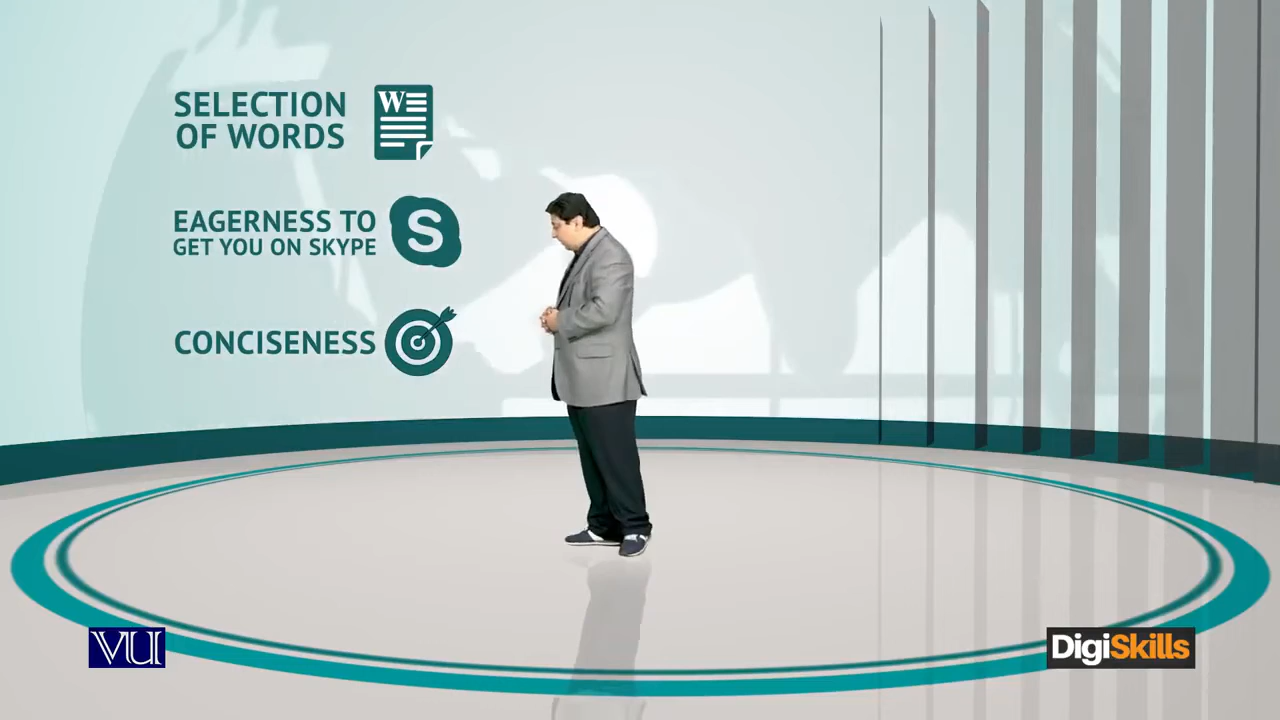 SELECTION
OF WORDS
W
EAGERNESS TO
GET YOU ON SKYPE
S
CONCISENESS
VU
DigiSkills